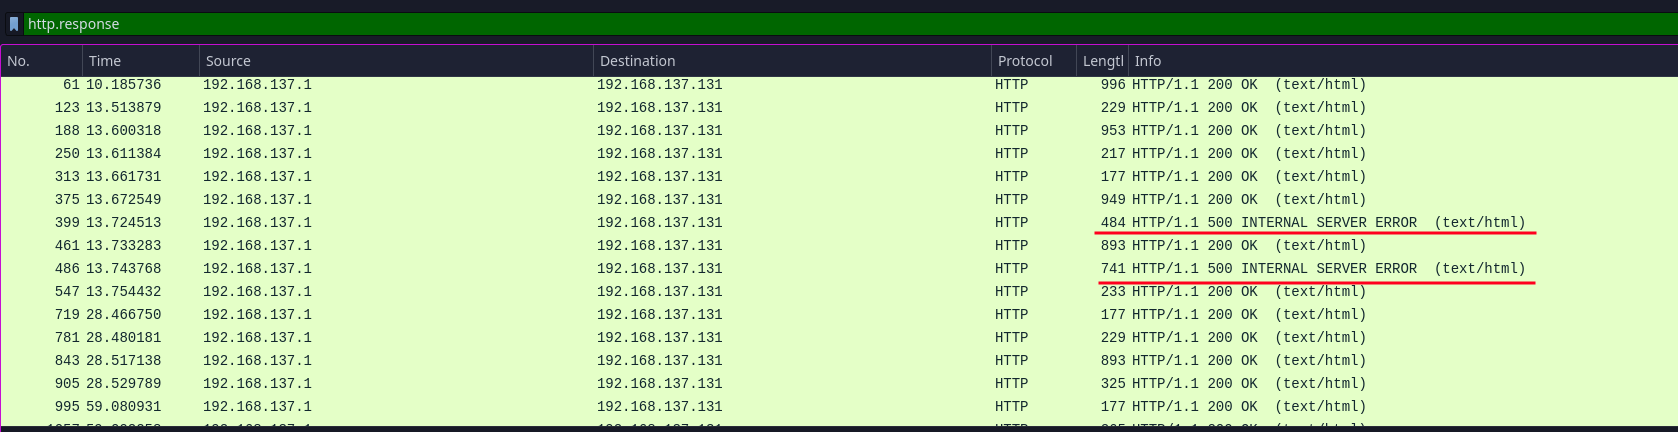 http.response
No. Time Source Destination Protocol Lengtl Info
61 10.185736 192.168.137.1 192.168.137.131 HTTP 996 HTTP/1.1 200 OK (text/html)
123 13.513879 192.168.137.1 192.168.137.131 HTTP 229 HTTP/1.1 200 OK (text/html)
188 13.600318 192.168.137.1 192.168.137.131 HTTP 953 HTTP/1.1 200 OK (text/html)
250 13.611384 192.168.137.1 192.168.137.131 HTTP 217 HTTP/1.1 200 OK (text/html)
313 13.661731 192.168.137.1 192.168.137.131 HTTP 177 HTTP/1.1 200 OK (text/html)
375 13.672549 192.168.137.1 192.168.137.131 HTTP 949 HTTP/1.1 200 OK (text/html)
399 13.724513 192.168.137.1 192.168.137.131 HTTP 484 HTTP/1.1 500 INTERNAL SERVER ERROR (text/html)
461 13.733283 192.168.137.1 192.168.137.131 HTTP 893 HTTP/1.1 200 OK (text/html)
486 13.743768 192.168.137.1 192.168.137.131 HTTP 741 HTTP/1.1 500 INTERNAL SERVER ERROR (text/html)
547 13.754432 192.168.137.1 192.168.137.131 HTTP 233 HTTP/1.1 200 OK (text/html)
719 28.466750 192.168.137.1 192.168.137.131 HTTP 177 HTTP/1.1 200 OK (text/html)
781 28.480181 192.168.137.1 192.168.137.131 HTTP 229 HTTP/1.1 200 OK (text/html)
843 28.517138 192.168.137.1 192.168.137.131 HTTP 893 HTTP/1.1 200 OK (text/html)
905 28.529789 192.168.137.1 192.168.137.131 HTTP 325 HTTP/1.1 200 OK (text/html)
995 59.080931 192.168.137.1 192.168.137.131 HTTP 177 HTTP/1.1 200 OK (text/html)